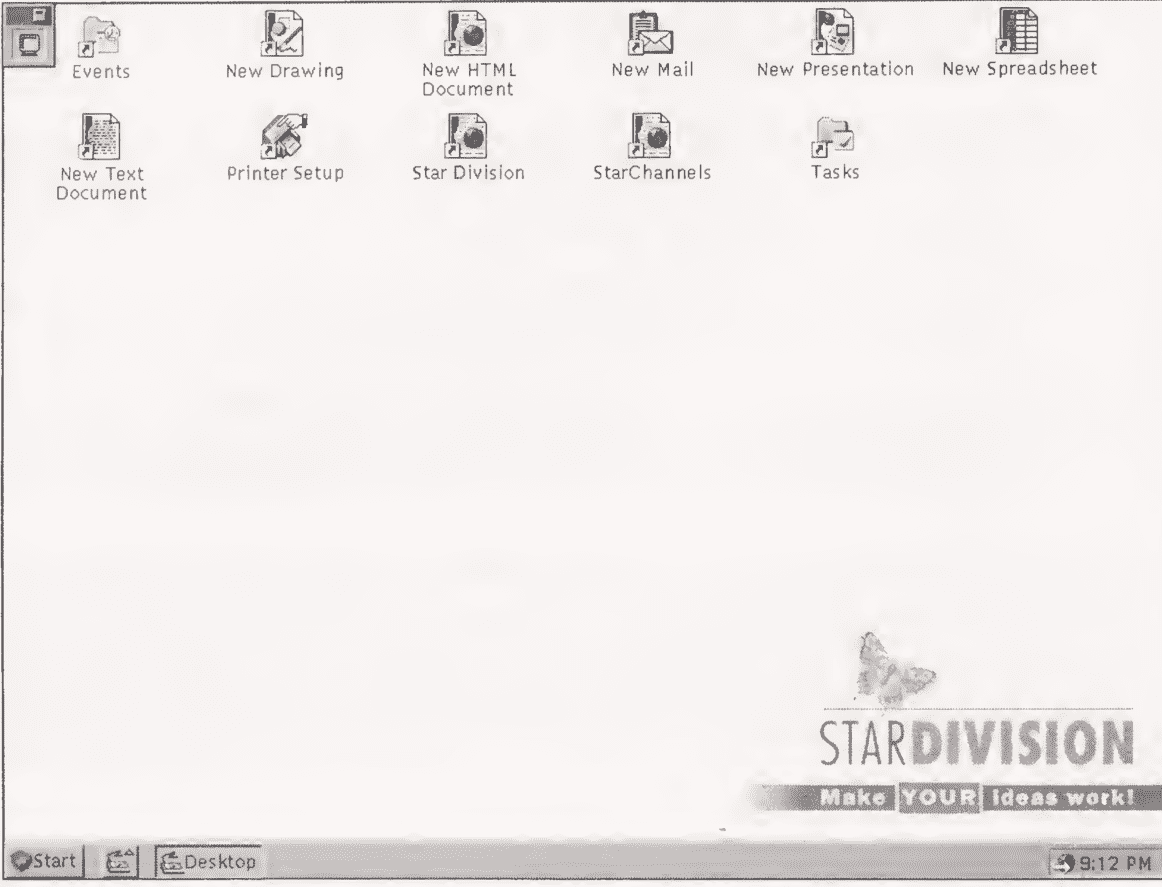 Events
New Drawing
New HTML
Document
New Mail
New Presentation
New Spreadsheet
New Text
Document
Printer Setup
Star Division
StarChannels
Tasks
STARDIVISION
Make YOUR ideas work!
Start
Desktop
9:12 PM